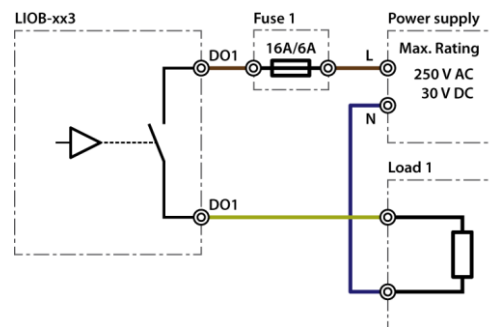 LIOB-xx3
Fuse 1
Power supply
DO1
16A/6A
L
Max. Rating
250 V AC
30 V DC
N
Load 1
DO1